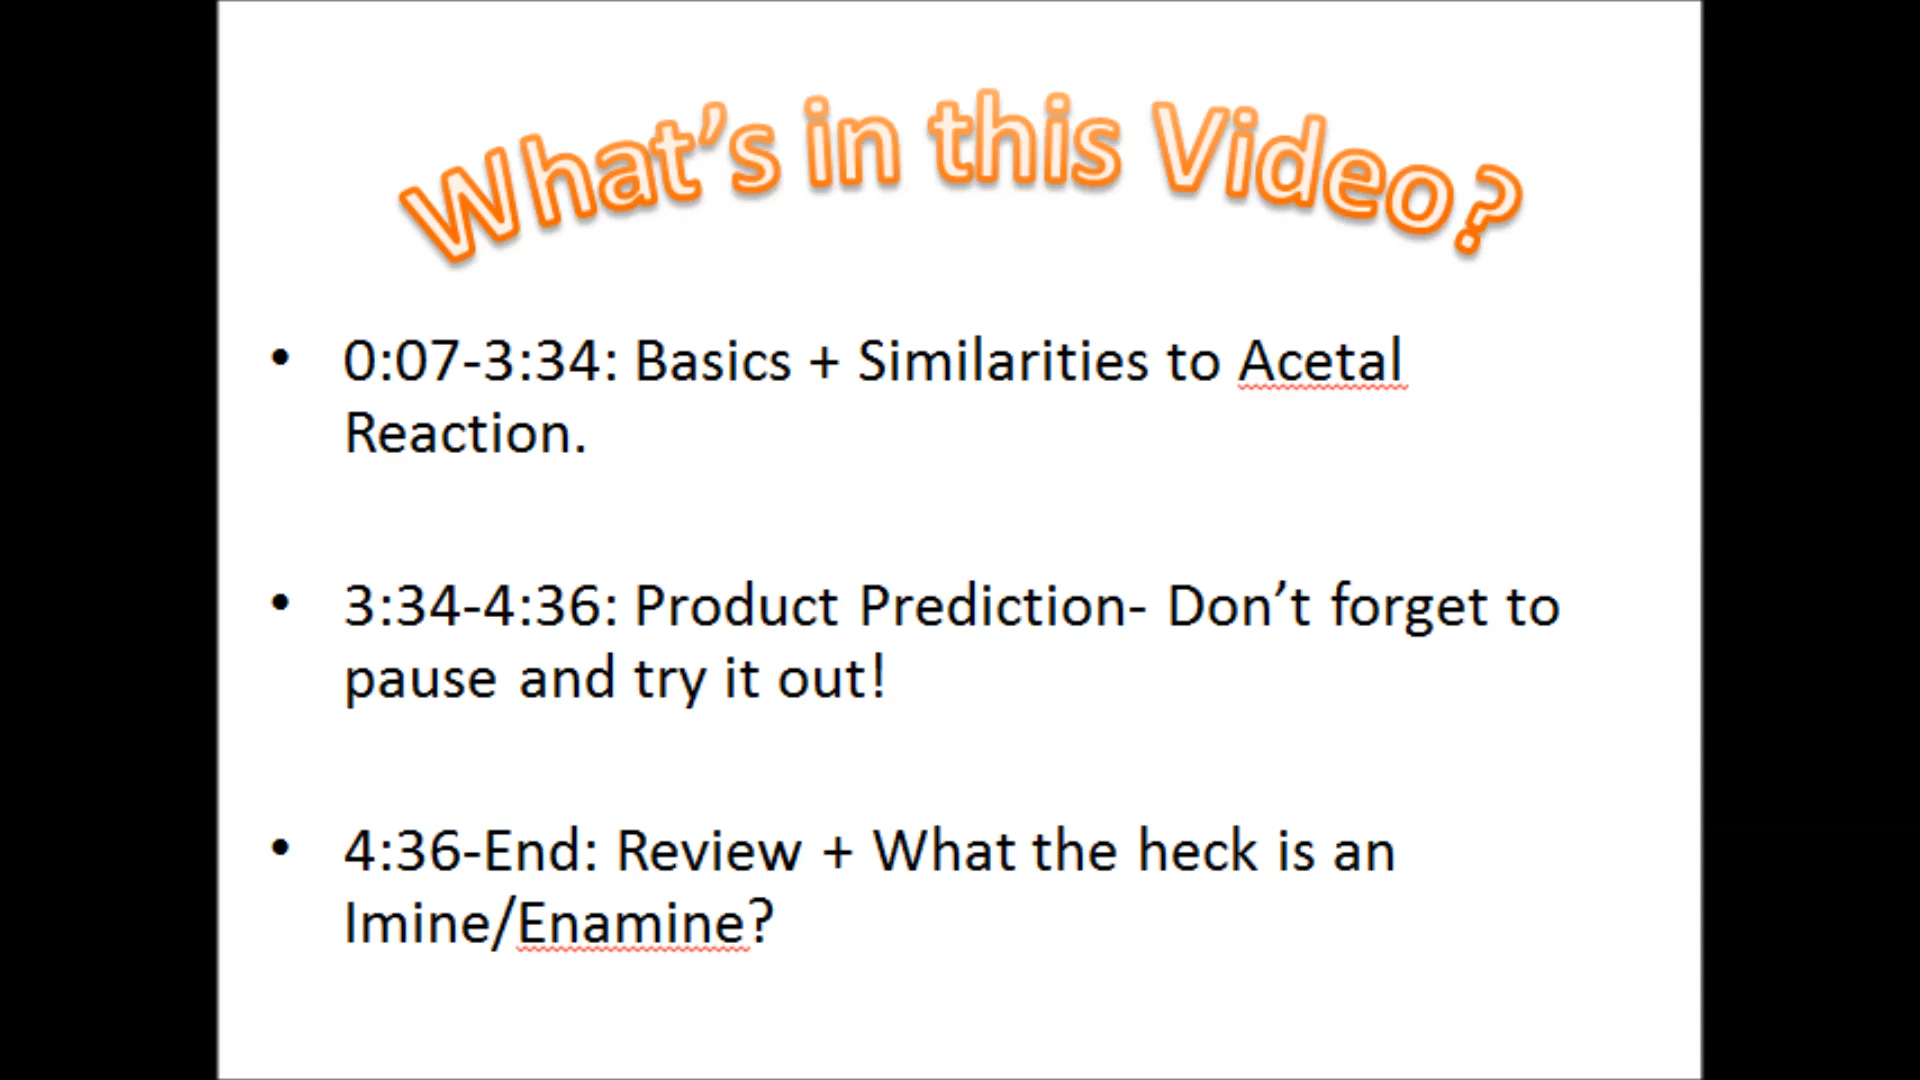 What’s in this Video?
• 0:07-3:34: Basics + Similarities to Acetal
Reaction.
• 3:34-4:36: Product Prediction- Don’t forget to
pause and try it out!
• 4:36-End: Review + What the heck is an
Imine/Enamine?